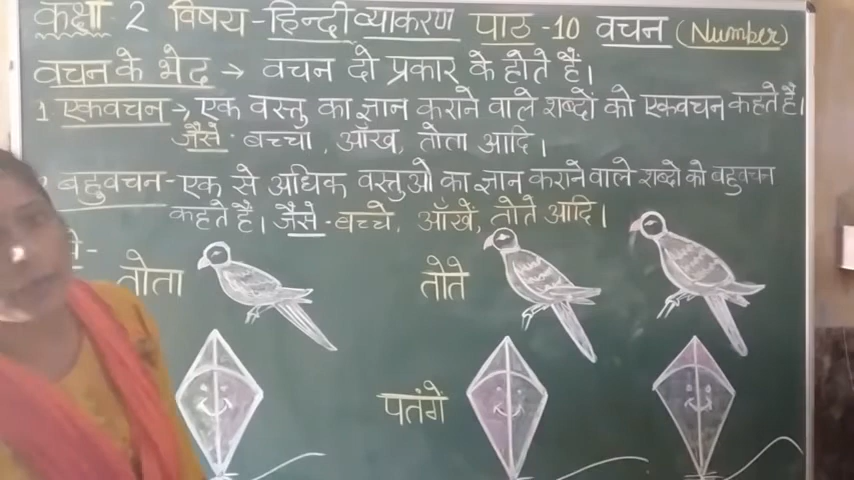 कक्षा 2 विषय-हिन्दी व्याकरण पाठ-10 वचन (Number)
वचन के भेद → वचन दो प्रकार के होते हैं।
1. एकवचन → एक वस्तु का ज्ञान कराने वाले शब्दों को एकवचन कहते हैं।
जैसे - बच्चा, आँख, तोता आदि।
बहुवचन - एक से अधिक वस्तुओ का ज्ञान कराने वाले शब्दो को बहुवचन
कहते हैं। जैसे - बच्चे, आँखें, तोते आदि।
तोता तोते
पतंगे